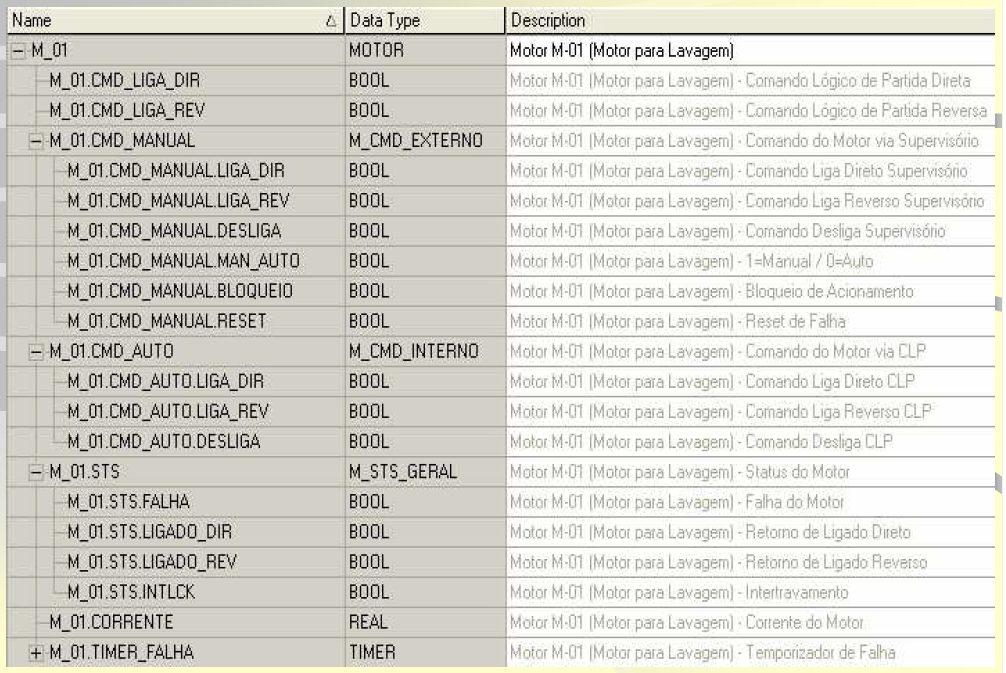 Name Data Type Description
M_01 MOTOR Motor M-01 (Motor para Lavagem)
M_01.CMD_LIGA_DIR BOOL Motor M-01 (Motor para Lavagem) - Comando Lógico de Partida Direta
M_01.CMD_LIGA_REV BOOL Motor M-01 (Motor para Lavagem) - Comando Lógico de Partida Reversa
M_01.CMD_MANUAL M_CMD_EXTERNO Motor M-01 (Motor para Lavagem) - Comando do Motor via Supervisório
M_01.CMD_MANUAL.LIGA_DIR BOOL Motor M-01 (Motor para Lavagem) - Comando Liga Direto Supervisório
M_01.CMD_MANUAL.LIGA_REV BOOL Motor M-01 (Motor para Lavagem) - Comando Liga Reverso Supervisório
M_01.CMD_MANUAL.DESLIGA BOOL Motor M-01 (Motor para Lavagem) - Comando Desliga Supervisório
M_01.CMD_MANUAL.MAN_AUTO BOOL Motor M-01 (Motor para Lavagem) - 1=Manual / 0=Auto
M_01.CMD_MANUAL.BLOQUEIO BOOL Motor M-01 (Motor para Lavagem) - Bloqueio de Acionamento
M_01.CMD_MANUAL.RESET BOOL Motor M-01 (Motor para Lavagem) - Reset de Falha
M_01.CMD_AUTO M_CMD_INTERNO Motor M-01 (Motor para Lavagem) - Comando do Motor via CLP
M_01.CMD_AUTO.LIGA_DIR BOOL Motor M-01 (Motor para Lavagem) - Comando Liga Direto CLP
M_01.CMD_AUTO.LIGA_REV BOOL Motor M-01 (Motor para Lavagem) - Comando Liga Reverso CLP
M_01.CMD_AUTO.DESLIGA BOOL Motor M-01 (Motor para Lavagem) - Comando Desliga CLP
M_01.STS M_STS_GERAL Motor M-01 (Motor para Lavagem) - Status do Motor
M_01.STS.FALHA BOOL Motor M-01 (Motor para Lavagem) - Falha do Motor
M_01.STS.LIGADO_DIR BOOL Motor M-01 (Motor para Lavagem) - Retorno de Ligado Direto
M_01.STS.LIGADO_REV BOOL Motor M-01 (Motor para Lavagem) - Retorno de Ligado Reverso
M_01.STS.INTLCK BOOL Motor M-01 (Motor para Lavagem) - Intertravamento
M_01.CORRENTE REAL Motor M-01 (Motor para Lavagem) - Corrente do Motor
M_01.TIMER_FALHA TIMER Motor M-01 (Motor para Lavagem) - Temporizador de Falha